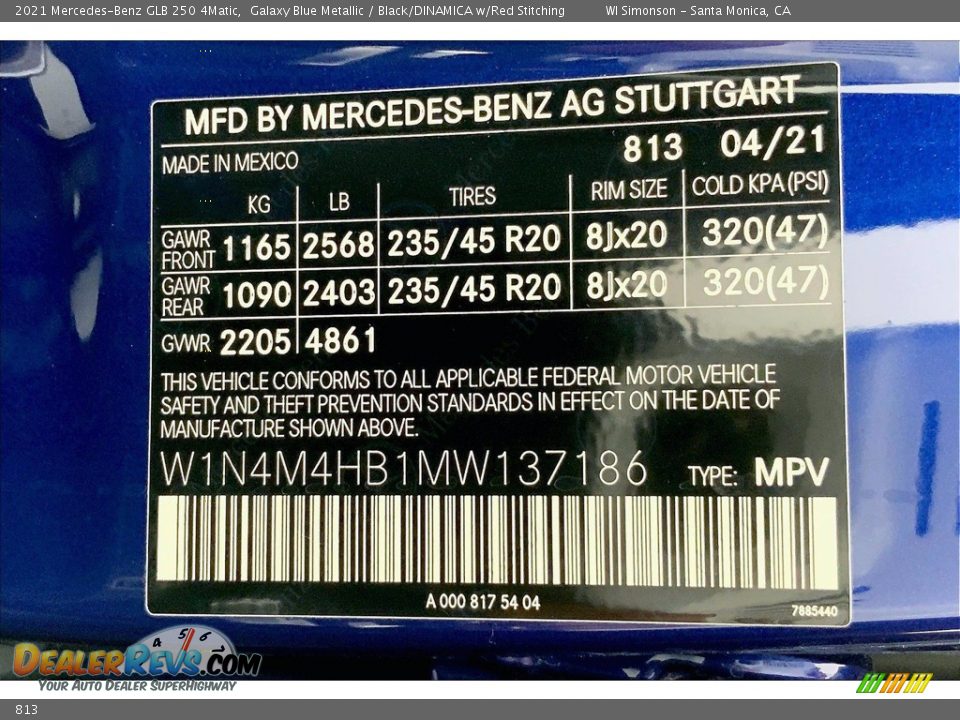 2021 Mercedes-Benz GLB 250 4Matic, Galaxy Blue Metallic / Black/DINAMICA w/Red Stitching WI Simonson - Santa Monica, CA
MFD BY MERCEDES-BENZ AG STUTTGART
813 04/21
MADE IN MEXICO
KG LB TIRES RIM SIZE COLD KPA (PSI)
GAWR FRONT 1165 2568 235/45 R20 8Jx20 320(47)
GAWR REAR 1090 2403 235/45 R20 8Jx20 320(47)
GVWR 2205 4861
THIS VEHICLE CONFORMS TO ALL APPLICABLE FEDERAL MOTOR VEHICLE
SAFETY AND THEFT PREVENTION STANDARDS IN EFFECT ON THE DATE OF
MANUFACTURE SHOWN ABOVE.
W1N4M4HB1MW137186 TYPE: MPV
A 000 817 54 04
7885440
4 5 6
DealerRevs.com
Your Auto Dealer SuperHighway
813